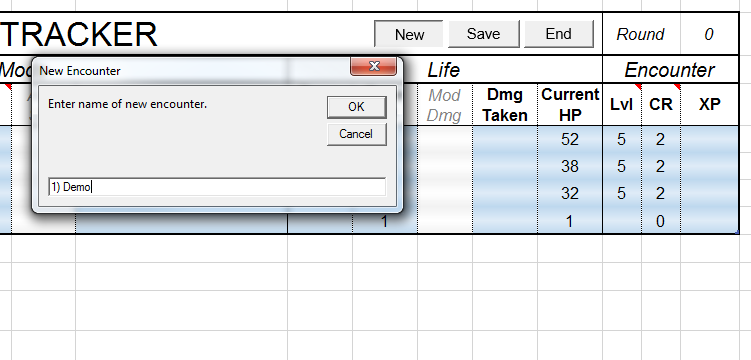 TRACKER New Save End Round 0
Mod Life Encounter
New Encounter
Enter name of new encounter.
OK
Cancel
1) Demo
Mod Dmg Current Lvl CR XP
Dmg Taken HP
52 5 2
38 5 2
32 5 2
1 1 0